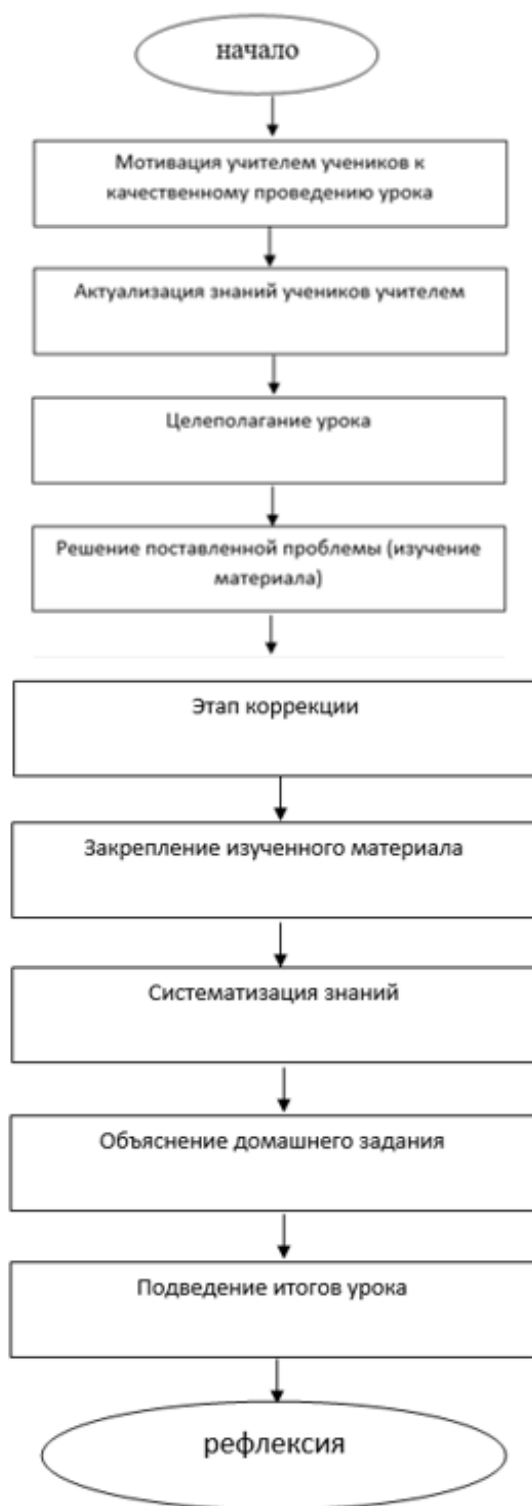 начало
Мотивация учителем учеников к
качественному проведению урока
Актуализация знаний учеников учителем
Целеполагание урока
Решение поставленной проблемы (изучение
материала)
Этап коррекции
Закрепление изученного материала
Систематизация знаний
Объяснение домашнего задания
Подведение итогов урока
рефлексия